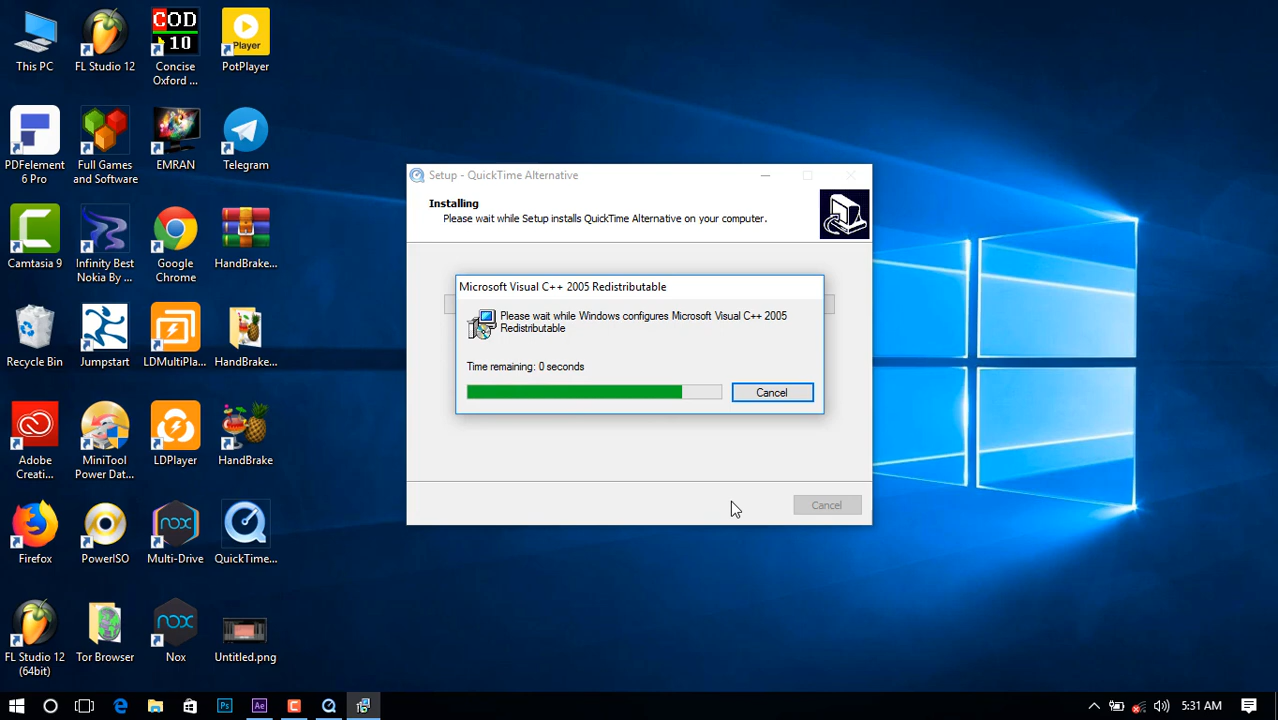 This PC
FL Studio 12
COD
10
Concise
Oxford ...
Player
PotPlayer
PDFelement
6 Pro
Full Games
and Software
EMRAN
Telegram
Camtasia 9
Infinity Best
Nokia By ...
Google
Chrome
HandBrake...
Recycle Bin
Jumpstart
LDMultiPla...
HandBrake...
Adobe
Creati...
MiniTool
Power Dat...
LDPlayer
HandBrake
Firefox
PowerISO
nox
Multi-Drive
QuickTime...
FL Studio 12
(64bit)
Tor Browser
nox
Nox
Untitled.png
Setup - QuickTime Alternative
Installing
Please wait while Setup installs QuickTime Alternative on your computer.
Microsoft Visual C++ 2005 Redistributable
Please wait while Windows configures Microsoft Visual C++ 2005
Redistributable
Time remaining: 0 seconds
Cancel
Cancel
Ps
Ae
C
5:31 AM